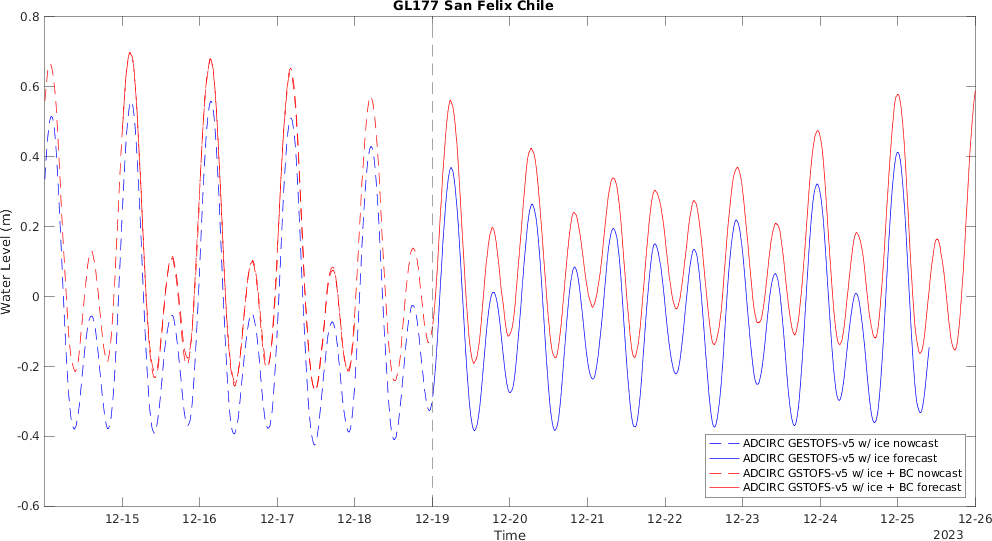 GL177 San Felix Chile
0.8
0.6
0.4
0.2
0
-0.2
-0.4
-0.6
Water Level (m)
ADCIRC GESTOFS-v5 w/ ice nowcast
ADCIRC GESTOFS-v5 w/ ice forecast
ADCIRC GSTOFS-v5 w/ ice + BC nowcast
ADCIRC GSTOFS-v5 w/ ice + BC forecast
12-15 12-16 12-17 12-18 12-19 12-20 12-21 12-22 12-23 12-24 12-25 12-26
Time
2023